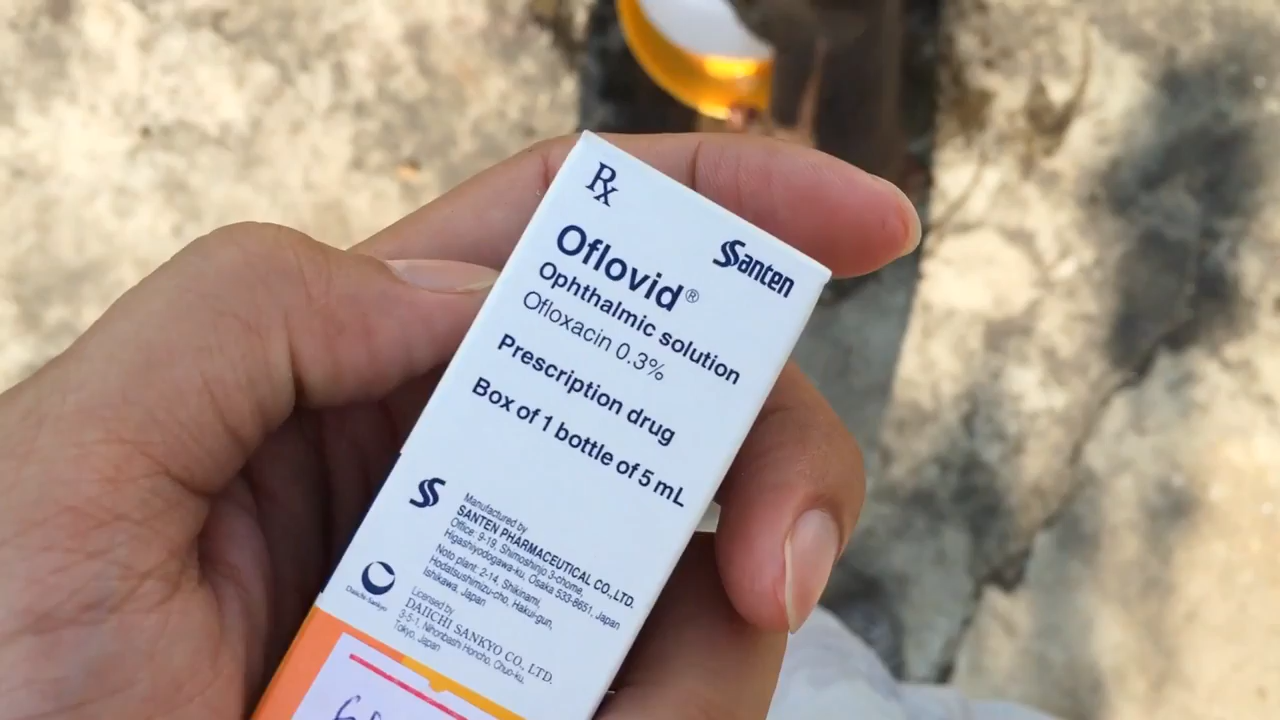 Rx
Santen
Oflovid®
Ophthalmic solution
Ofloxacin 0.3%
Prescription drug
Box of 1 bottle of 5 mL
Manufactured by
SANTEN PHARMACEUTICAL CO., LTD.
Office: 9-19, Shimoshinjo 3-chome,
Higashiyodogawa-ku, Osaka 533-8651, Japan
Noto plant: 2-14, Shikinami,
Hodatsushimizu-cho, Hakui-gun,
Ishikawa, Japan
Daiichi-Sankyo
Licensed by
DAIICHI SANKYO CO., LTD.
3-5-1, Nihonbashi Honcho, Chuo-ku,
Tokyo, Japan